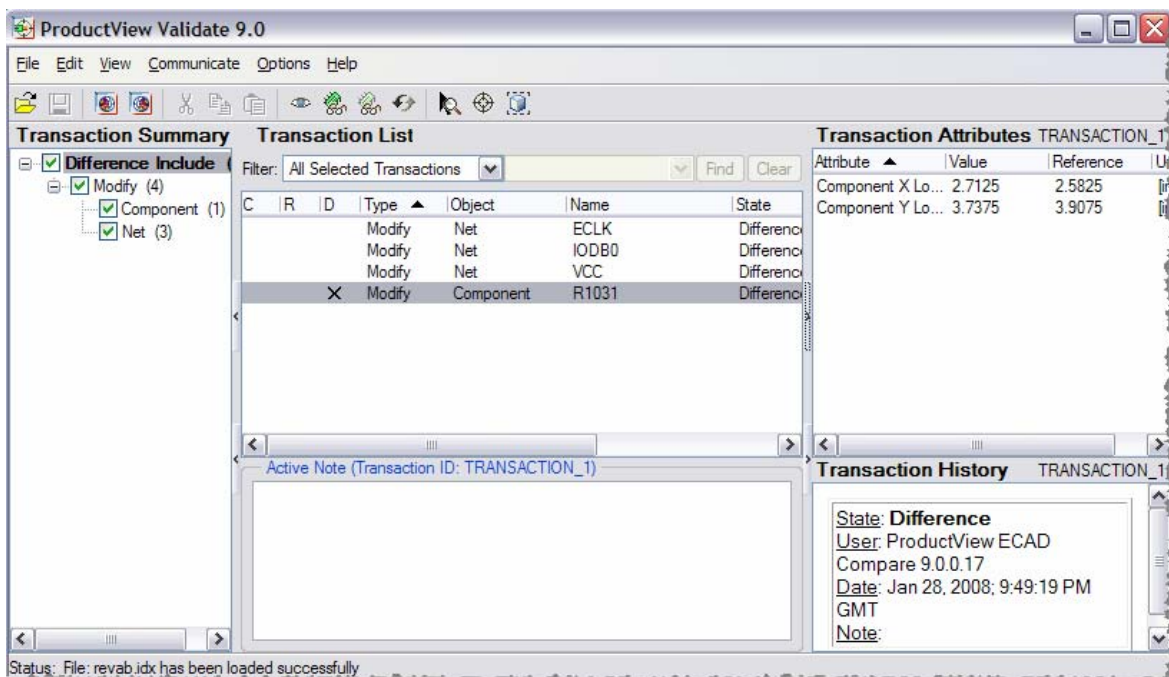 ProductView Validate 9.0
File Edit View Communicate Options Help
Transaction Summary
Difference Include (
Modify (4)
Component (1)
Net (3)
Transaction List
Filter: All Selected Transactions Find Clear
C R D Type Object Name State
Modify Net ECLK Difference
Modify Net IODB0 Difference
Modify Net VCC Difference
X Modify Component R1031 Difference
Active Note (Transaction ID: TRANSACTION_1)
Transaction Attributes TRANSACTION_1
Attribute Value Reference
Component X Lo... 2.7125 2.5825
Component Y Lo... 3.7375 3.9075
Transaction History TRANSACTION_1
State: Difference
User: ProductView ECAD
Compare 9.0.0.17
Date: Jan 28, 2008; 9:49:19 PM
GMT
Note:
Status: File: revab.idx has been loaded successfully